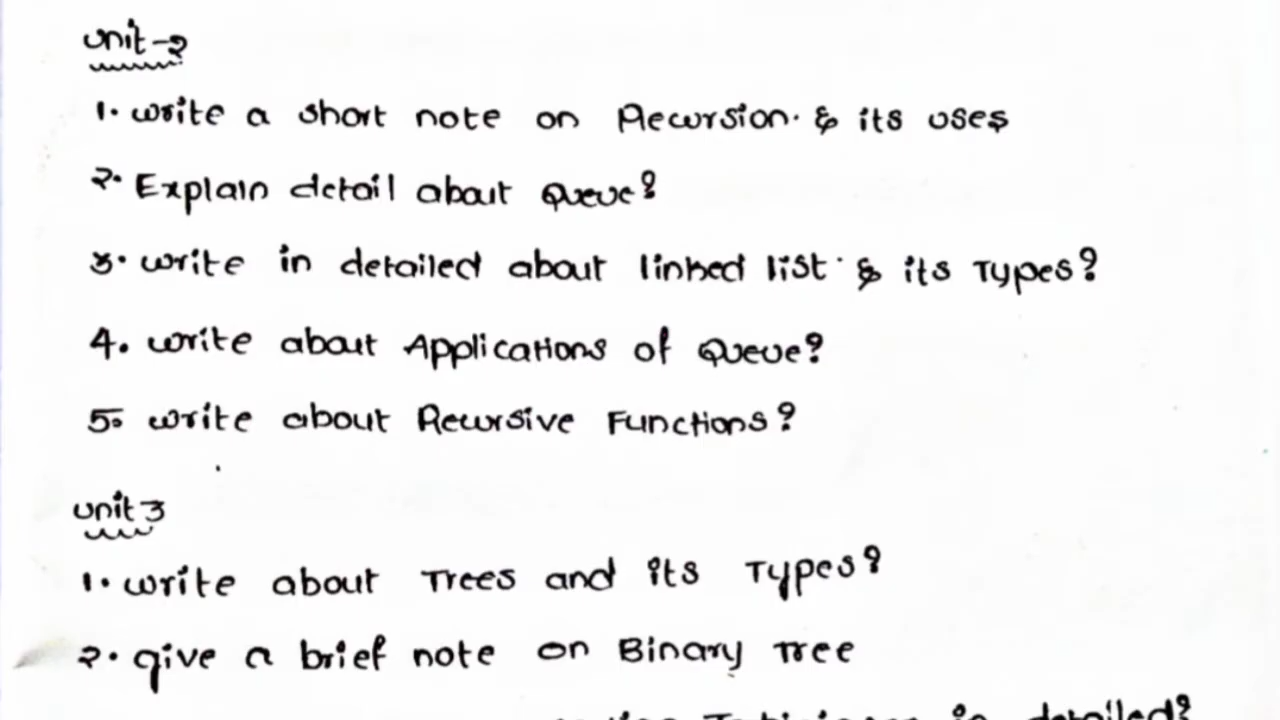 Unit-2
1. write a short note on Recursion. & its uses
2. Explain detail about Queue?
3. write in detailed about linked list. & its Types?
4. write about Applications of Queue?
5. write about Recursive Functions?
Unit 3
1. write about Trees and its Types?
2. give a brief note on Binary Tree
in detailed?